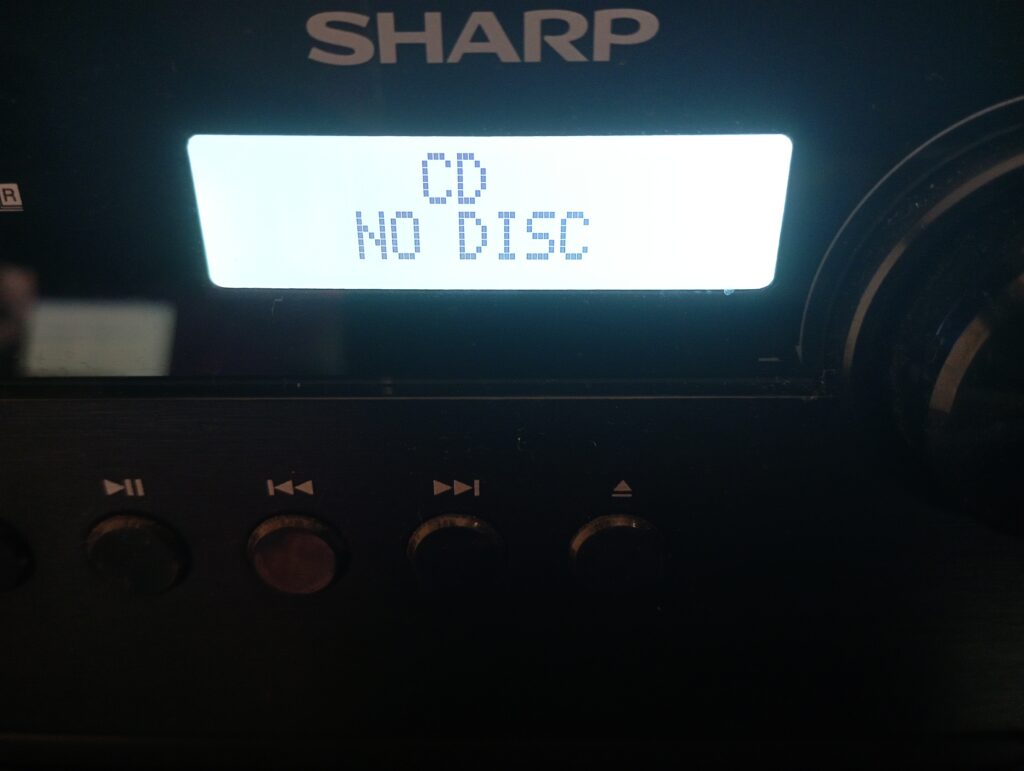 SHARP
CD
NO DISC
R